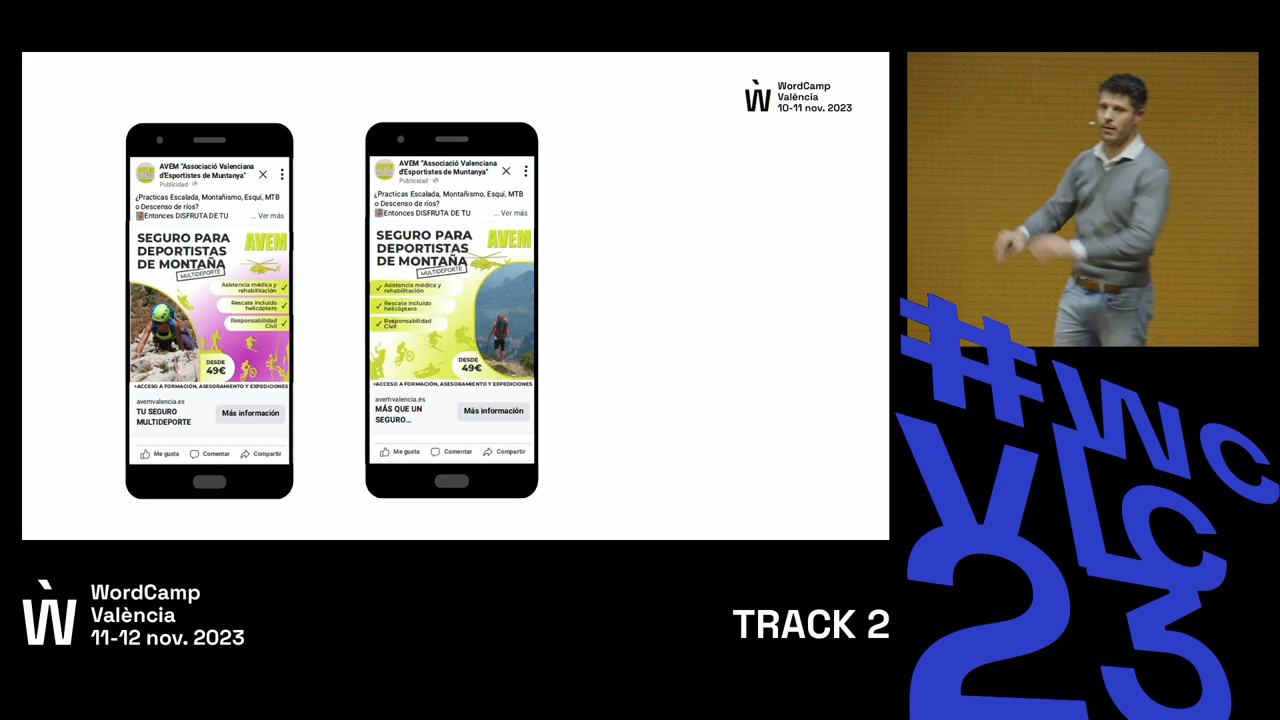 WordCamp
València
10-11 nov. 2023
AVEM "Associació Valenciana
d'Esportistes de Muntanya"
Publicidad
¿Practicas Escalada, Montañismo, Esquí, MTB
o Descenso de ríos?
Entonces DISFRUTA DE TU
... Ver más
SEGURO PARA
DEPORTISTAS
DE MONTAÑA
AVEM
MULTIDEPORTE
Asistencia médica y
rehabilitación
Rescate incluido
helicóptero
Responsabilidad
Civil
DESDE
49€
+ACCESO A FORMACIÓN, ASESORAMIENTO Y EXPEDICIONES
avemvalencia.es
TU SEGURO
MULTIDEPORTE
Más información
Me gusta
Comentar
Compartir
AVEM "Associació Valenciana
d'Esportistes de Muntanya"
Publicidad
¿Practicas Escalada, Montañismo, Esquí, MTB
o Descenso de ríos?
Entonces DISFRUTA DE TU
... Ver más
SEGURO PARA
DEPORTISTAS
DE MONTAÑA
AVEM
MULTIDEPORTE
Asistencia médica y
rehabilitación
Rescate incluido
helicóptero
Responsabilidad
Civil
DESDE
49€
+ACCESO A FORMACIÓN, ASESORAMIENTO Y EXPEDICIONES
avemvalencia.es
MÁS QUE UN
SEGURO...
Más información
Me gusta
Comentar
Compartir
WordCamp
València
11-12 nov. 2023
TRACK 2
#WC
VLC
23